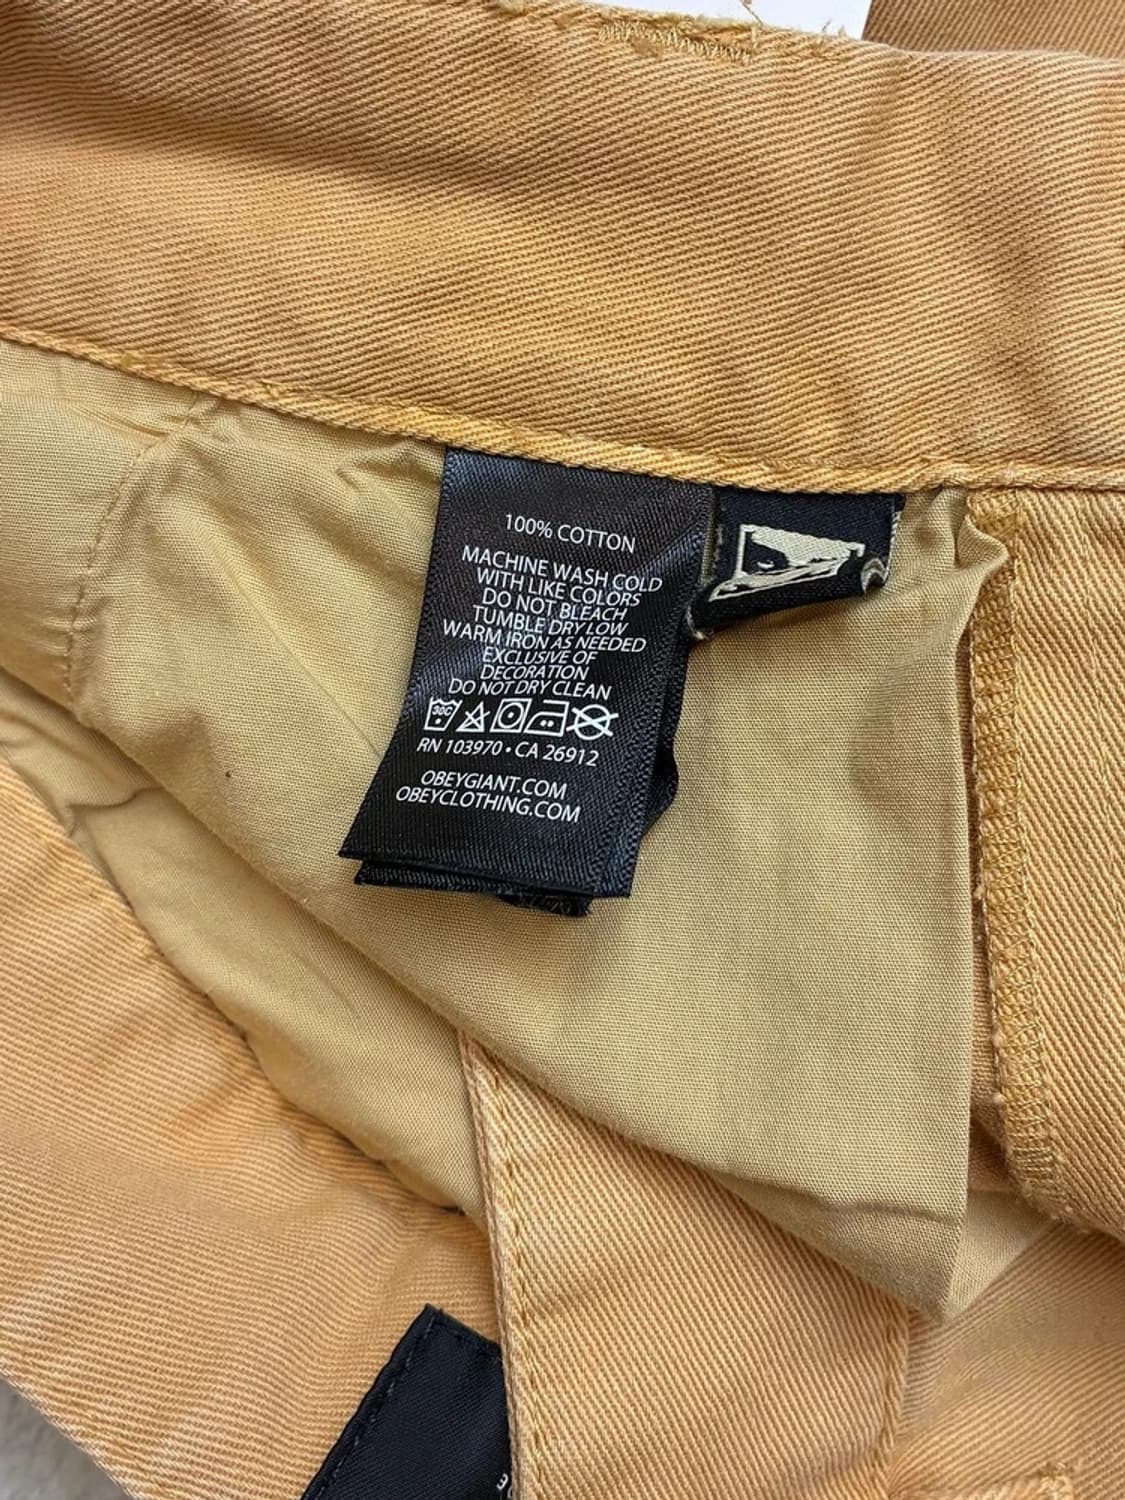 100% COTTON
MACHINE WASH COLD
WITH LIKE COLORS
DO NOT BLEACH
TUMBLE DRY LOW
WARM IRON AS NEEDED
EXCLUSIVE OF
DECORATION
DO NOT DRY CLEAN
30C
RN 103970 • CA 26912
OBEYGIANT.COM
OBEYCLOTHING.COM